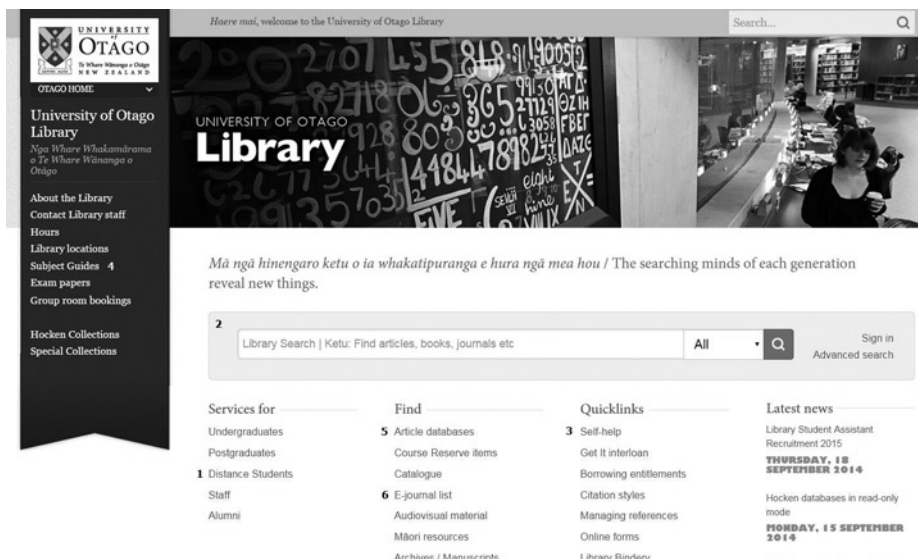 Haere mai, welcome to the University of Otago Library
Search...
UNIVERSITY
of
OTAGO
Te Whare Wānanga o Otāgo
NEW ZEALAND
OTAGO HOME
University of Otago
Library
Nga Whare Whakamārama
o Te Whare Wānanga o
Otāgo
About the Library
Contact Library staff
Hours
Library locations
Subject Guides 4
Exam papers
Group room bookings
Hocken Collections
Special Collections
UNIVERSITY OF OTAGO
Library
eight
SEVEN
nine
FIVE
Mā ngā hinengaro ketu o ia whakatipuranga e hura ngā mea hou / The searching minds of each generation
reveal new things.
2
Library Search | Ketu: Find articles, books, journals etc
All
Sign in
Advanced search
Services for
Undergraduates
Postgraduates
1 Distance Students
Staff
Alumni
Find
5 Article databases
Course Reserve items
Catalogue
6 E-journal list
Audiovisual material
Māori resources
Archives / Manuscripts
Quicklinks
3 Self-help
Get It interloan
Borrowing entitlements
Citation styles
Managing references
Online forms
Library Bindery
Latest news
Library Student Assistant
Recruitment 2015
THURSDAY, 18
SEPTEMBER 2014
Hocken databases in read-only
mode
MONDAY, 15 SEPTEMBER
2014